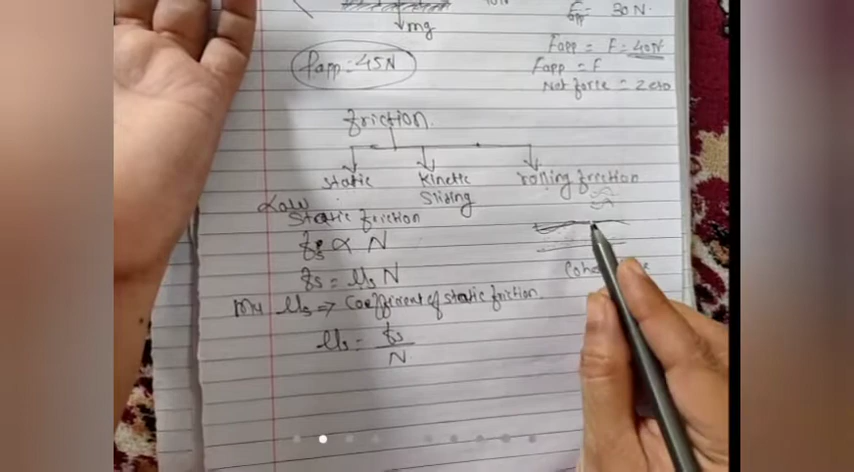 mg
30N
Fapp = 45N
Fapp = F = 40N
Fapp = F
Net force = Zero
friction
static
Kinetic
Sliding
rolling friction
Law
Static friction
fs ∝ N
fs = μs N
μs => Coefficient of static friction
μs = fs
N